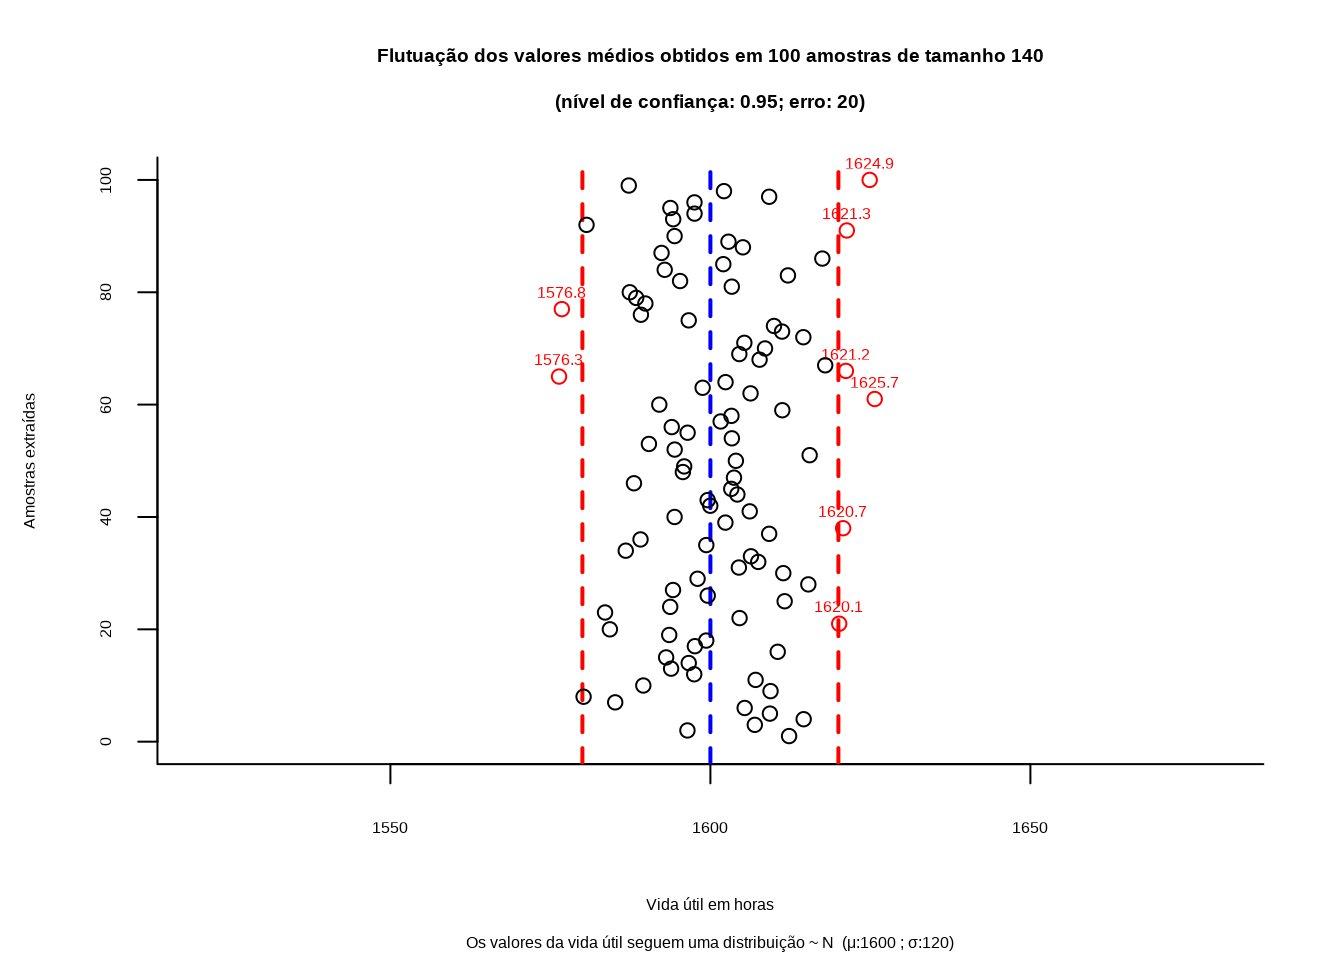 Flutuação dos valores médios obtidos em 100 amostras de tamanho 140
(nível de confiança: 0.95; erro: 20)
1624.9
1621.3
1576.8
1621.2
1576.3
1625.7
1620.7
1620.1
100
80
60
40
20
0
Amostras extraídas
1550 1600 1650
Vida útil em horas
Os valores da vida útil seguem uma distribuição ~ N (μ:1600 ; σ:120)